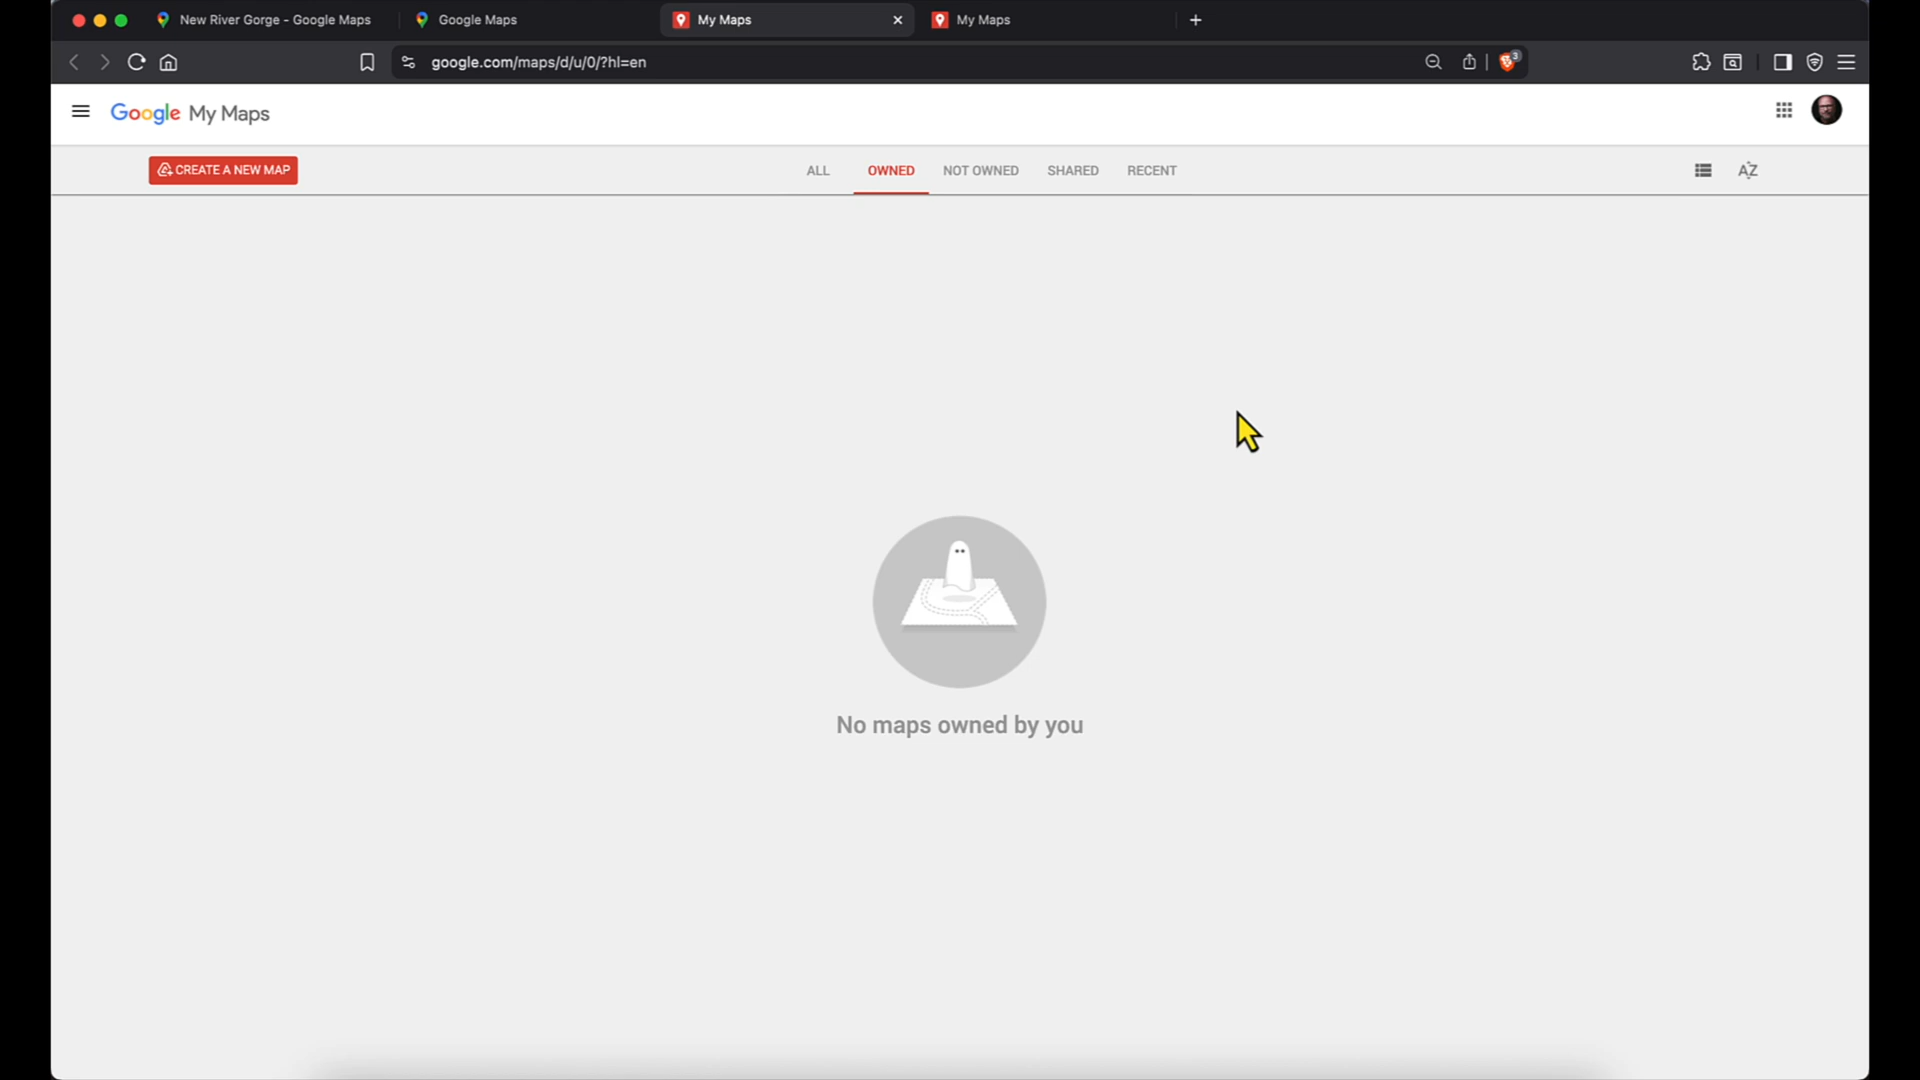 New River Gorge - Google Maps
Google Maps
My Maps
My Maps
google.com/maps/d/u/0/?hl=en
3
Google My Maps
CREATE A NEW MAP
ALL
OWNED
NOT OWNED
SHARED
RECENT
AZ
No maps owned by you